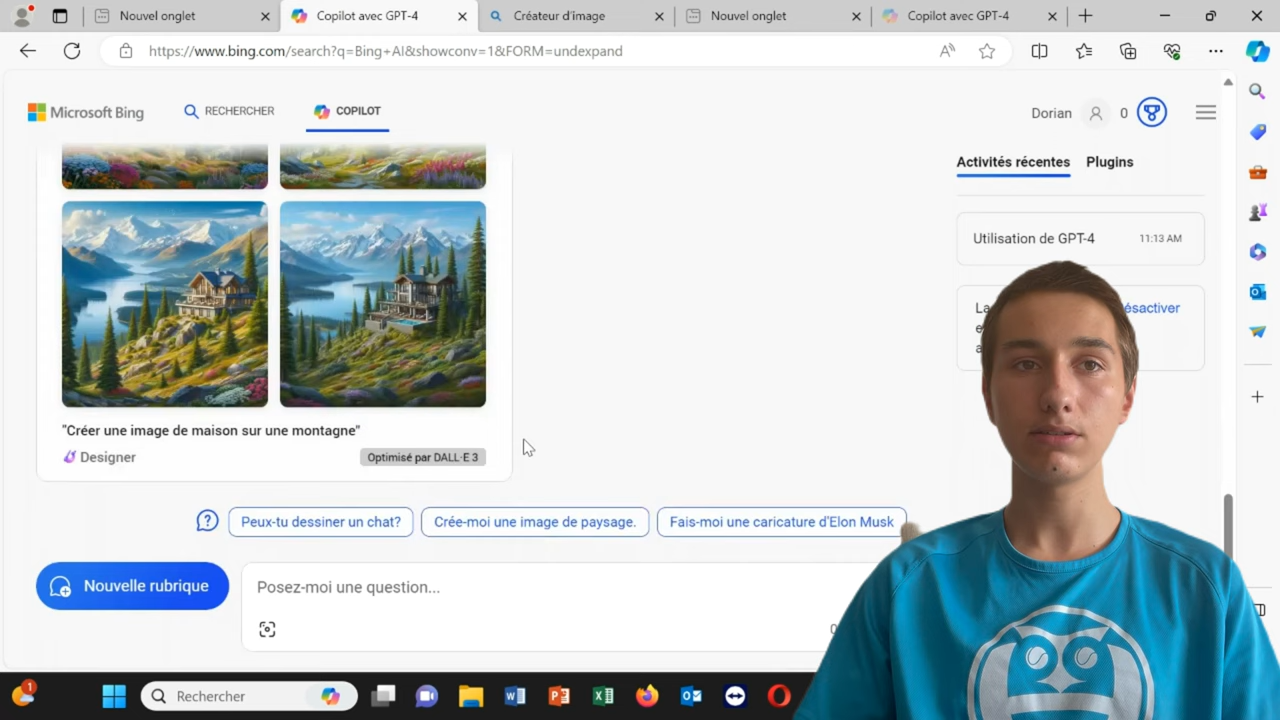 Nouvel onglet
Copilot avec GPT-4
Créateur d'image
Nouvel onglet
Copilot avec GPT-4
https://www.bing.com/search?q=Bing+AI&showconv=1&FORM=undexpand
Microsoft Bing
RECHERCHER
COPILOT
Dorian
0
Activités récentes
Plugins
Utilisation de GPT-4
11:13 AM
ésactiver
"Créer une image de maison sur une montagne"
Designer
Optimisé par DALL·E 3
Peux-tu dessiner un chat?
Crée-moi une image de paysage.
Fais-moi une caricature d'Elon Musk
Nouvelle rubrique
Posez-moi une question...
1
Rechercher